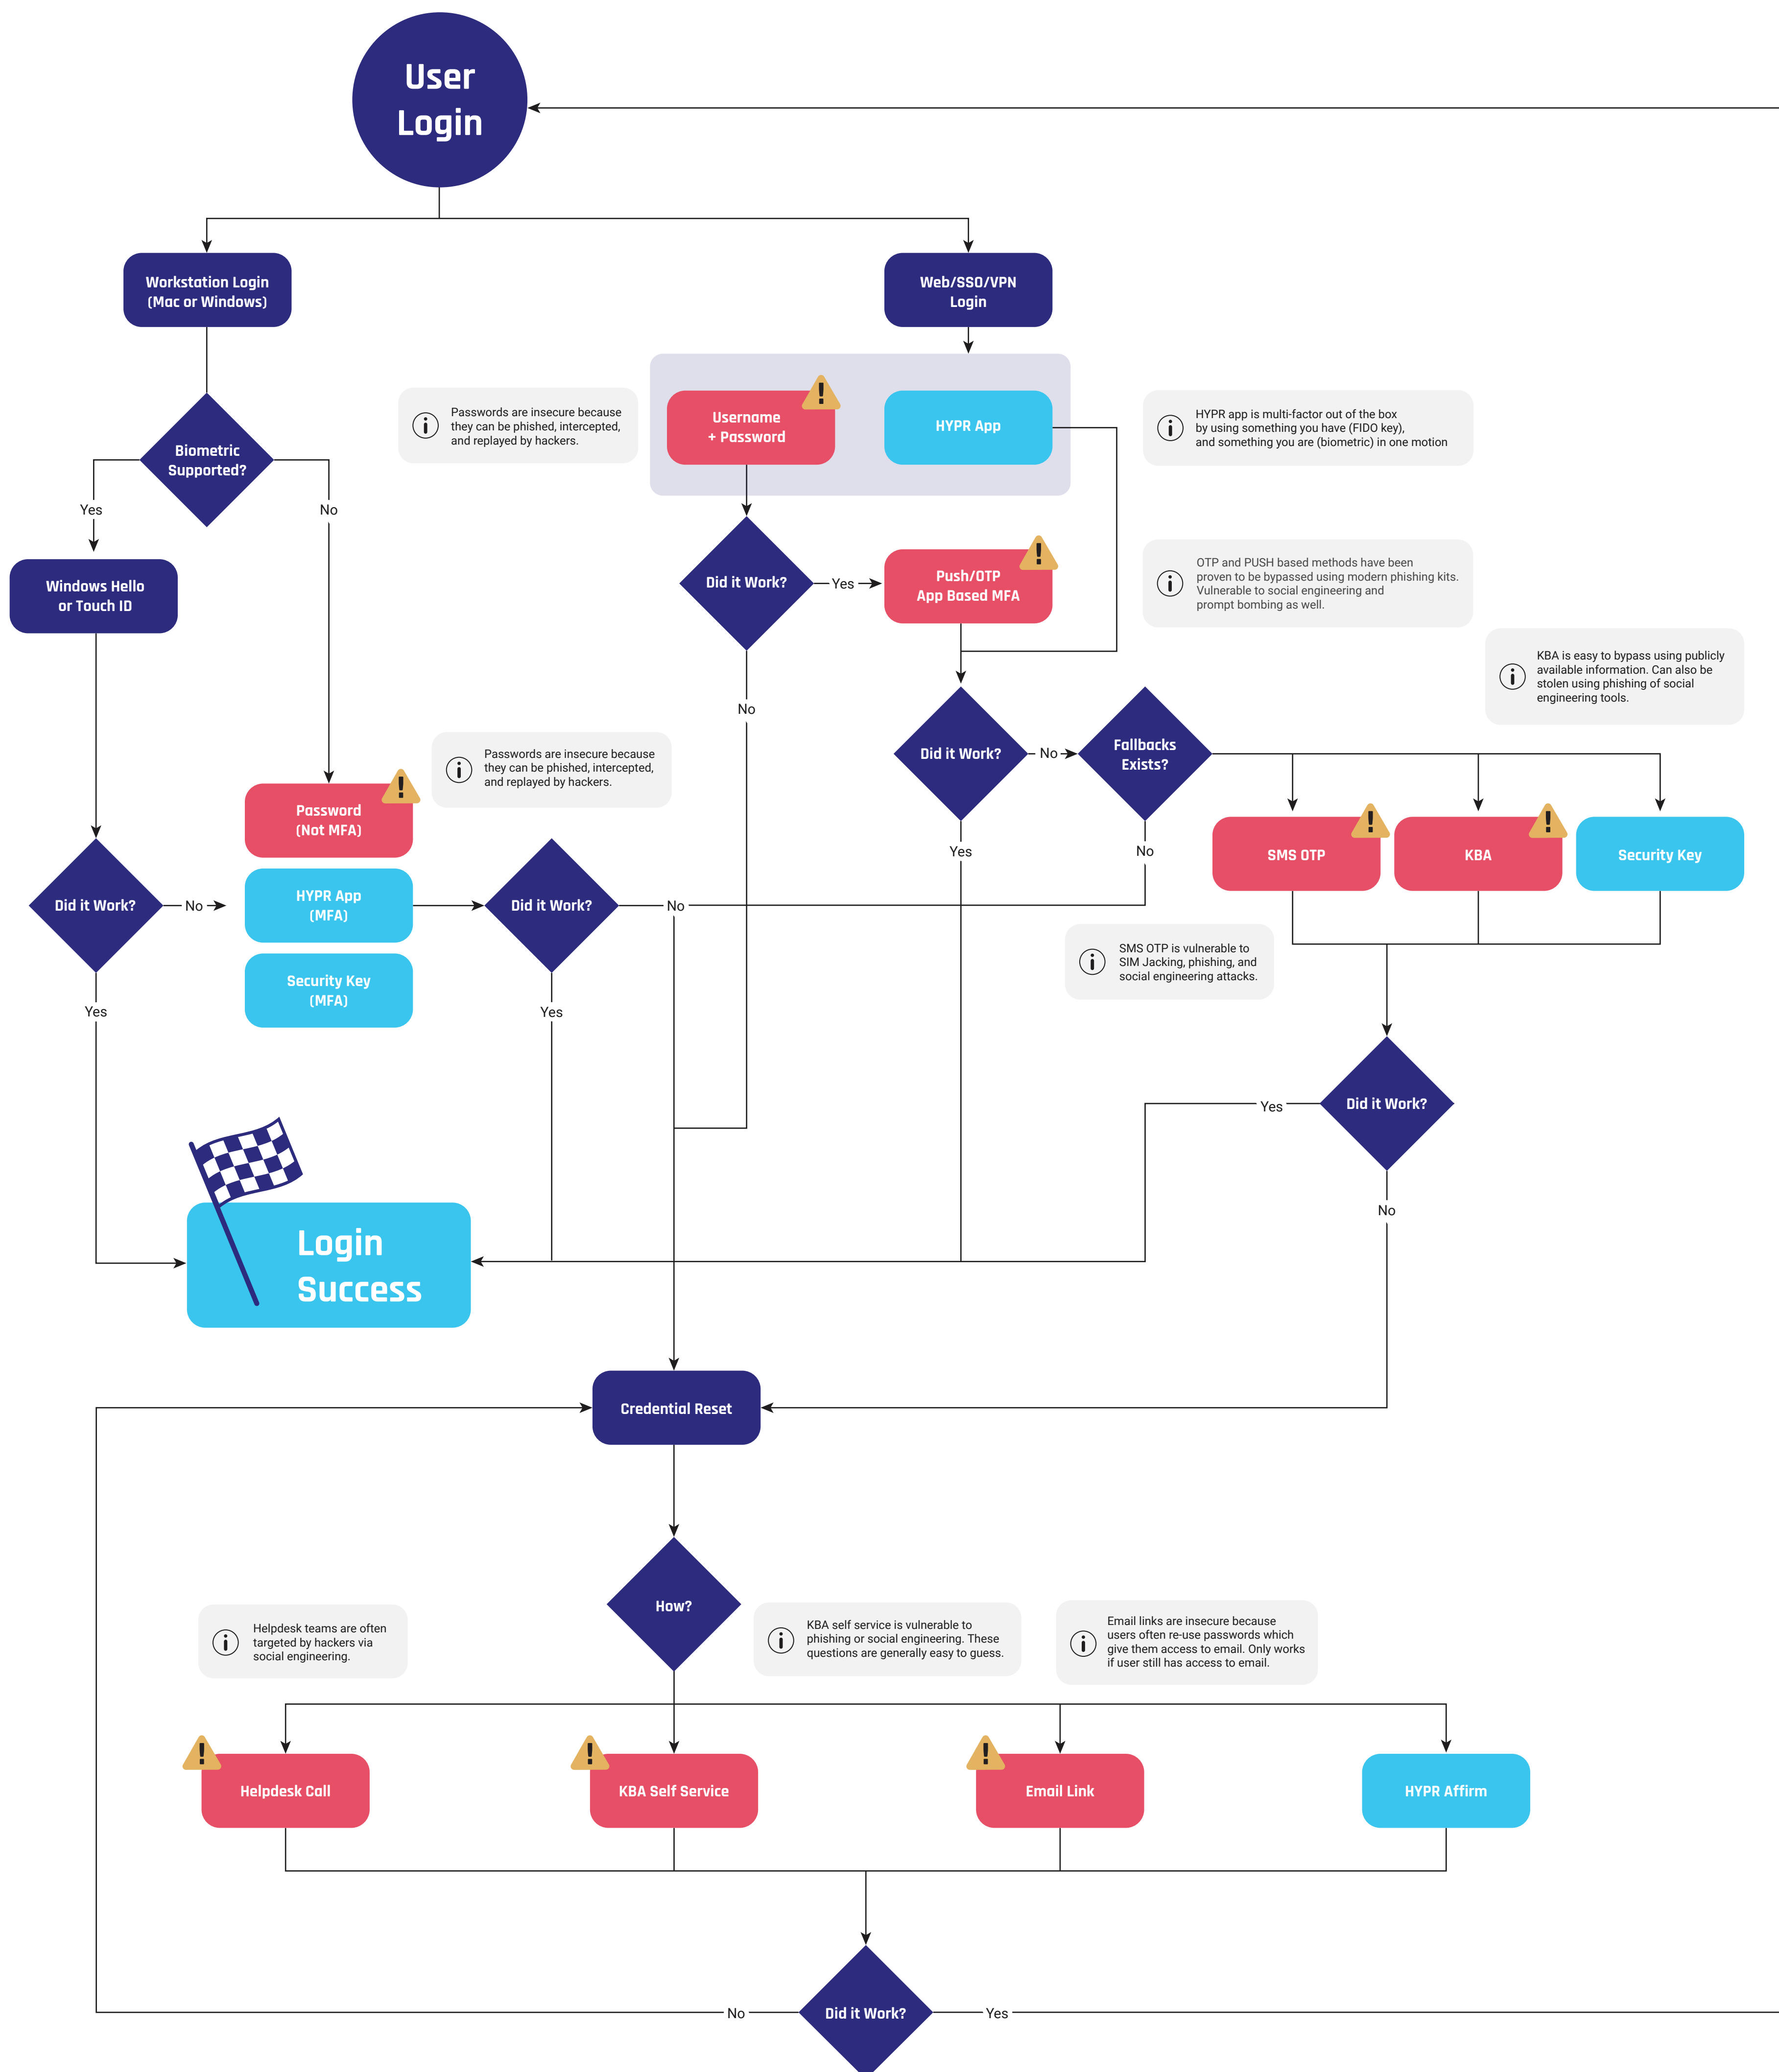 User
Login
Workstation Login
(Mac or Windows)
Web/SSO/VPN
Login
Passwords are insecure because
they can be phished, intercepted,
and replayed by hackers.
Username
+ Password
HYPR App
HYPR app is multi-factor out of the box
by using something you have (FIDO key),
and something you are (biometric) in one motion
Biometric
Supported?
Yes
No
Windows Hello
or Touch ID
Did it Work?
Yes
Push/OTP
App Based MFA
OTP and PUSH based methods have been
proven to be bypassed using modern phishing kits.
Vulnerable to social engineering and
prompt bombing as well.
KBA is easy to bypass using publicly
available information. Can also be
stolen using phishing of social
engineering tools.
No
Did it Work?
No
Fallbacks
Exists?
Passwords are insecure because
they can be phished, intercepted,
and replayed by hackers.
Password
(Not MFA)
Yes
No
SMS OTP
KBA
Security Key
Did it Work?
No
HYPR App
(MFA)
Did it Work?
No
Security Key
(MFA)
SMS OTP is vulnerable to
SIM Jacking, phishing, and
social engineering attacks.
Yes
Yes
Yes
Did it Work?
No
Login
Success
Credential Reset
How?
Helpdesk teams are often
targeted by hackers via
social engineering.
KBA self service is vulnerable to
phishing or social engineering. These
questions are generally easy to guess.
Email links are insecure because
users often re-use passwords which
give them access to email. Only works
if user still has access to email.
Helpdesk Call
KBA Self Service
Email Link
HYPR Affirm
No
Did it Work?
Yes